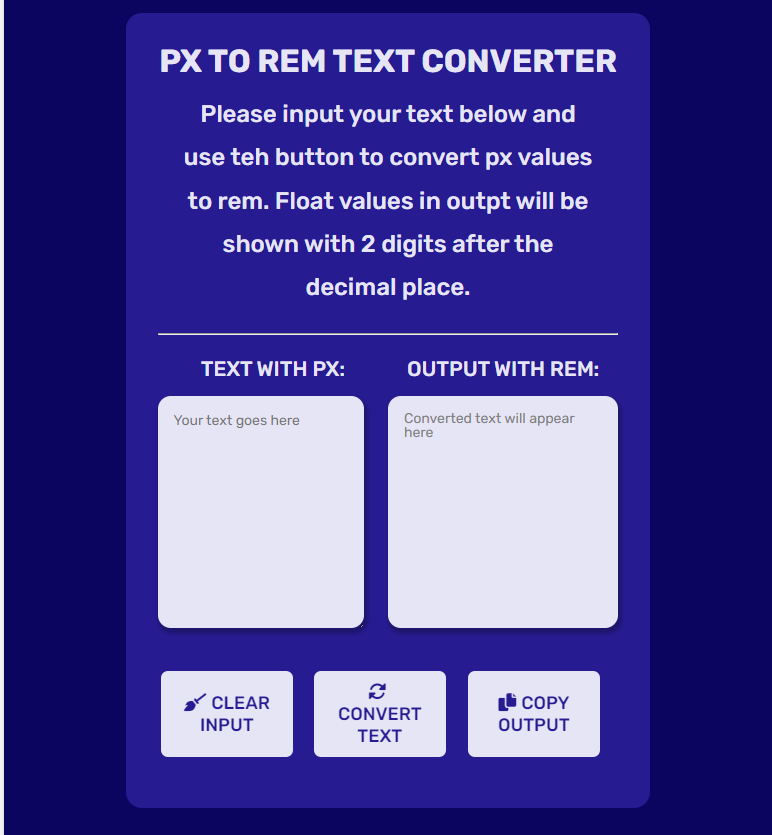 PX TO REM TEXT CONVERTER
Please input your text below and
use teh button to convert px values
to rem. Float values in outpt will be
shown with 2 digits after the
decimal place.
TEXT WITH PX:
OUTPUT WITH REM:
Your text goes here
Converted text will appear
here
CLEAR
INPUT
CONVERT
TEXT
COPY
OUTPUT